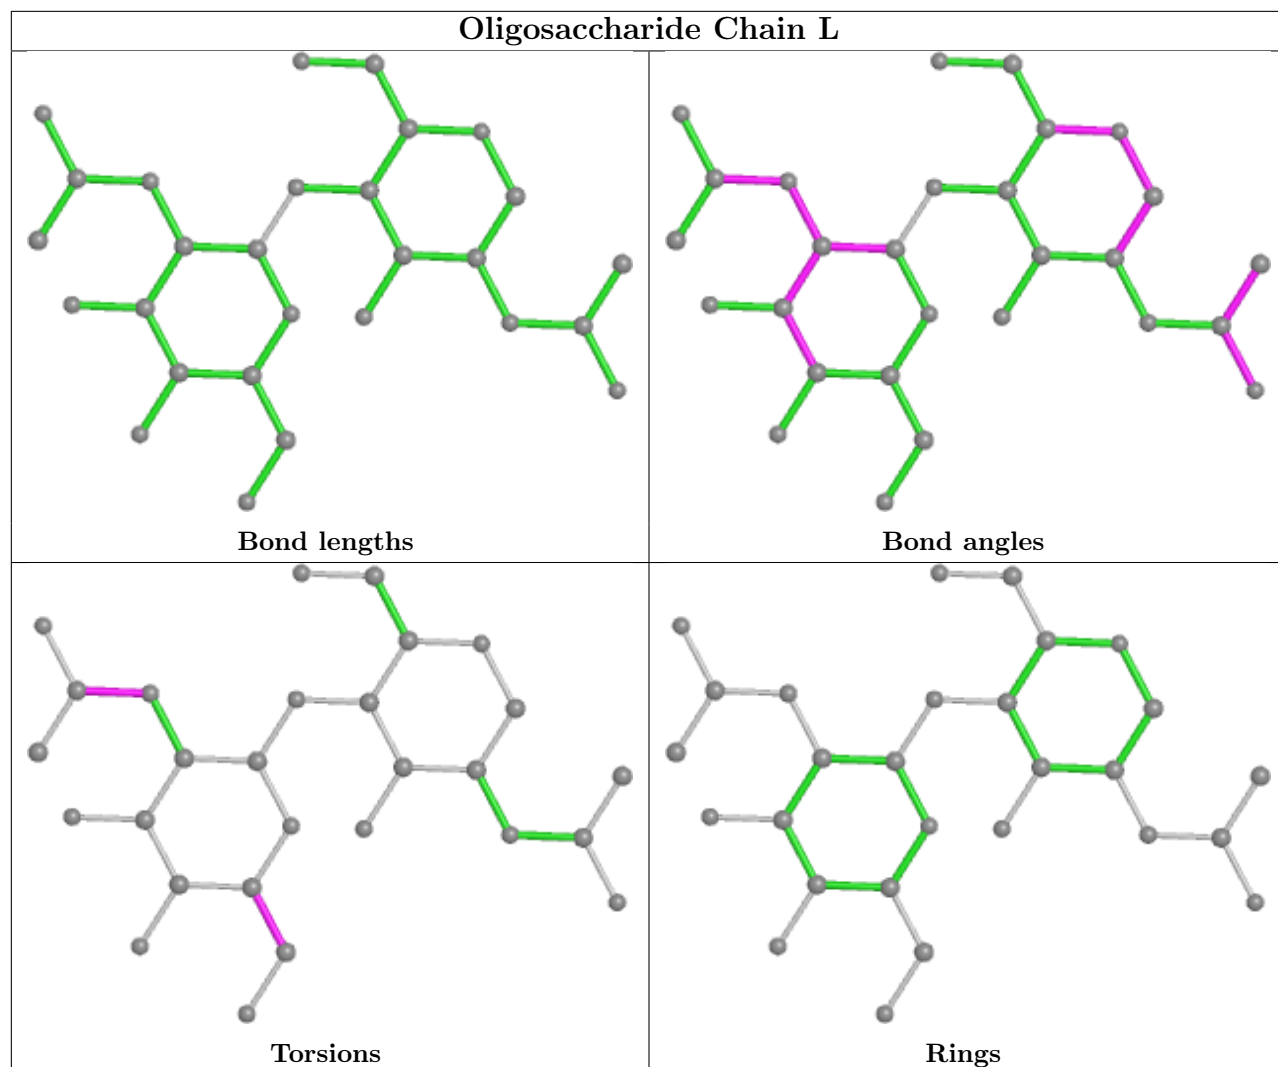 Oligosaccharide Chain L
Bond lengths
Bond angles
Torsions
Rings